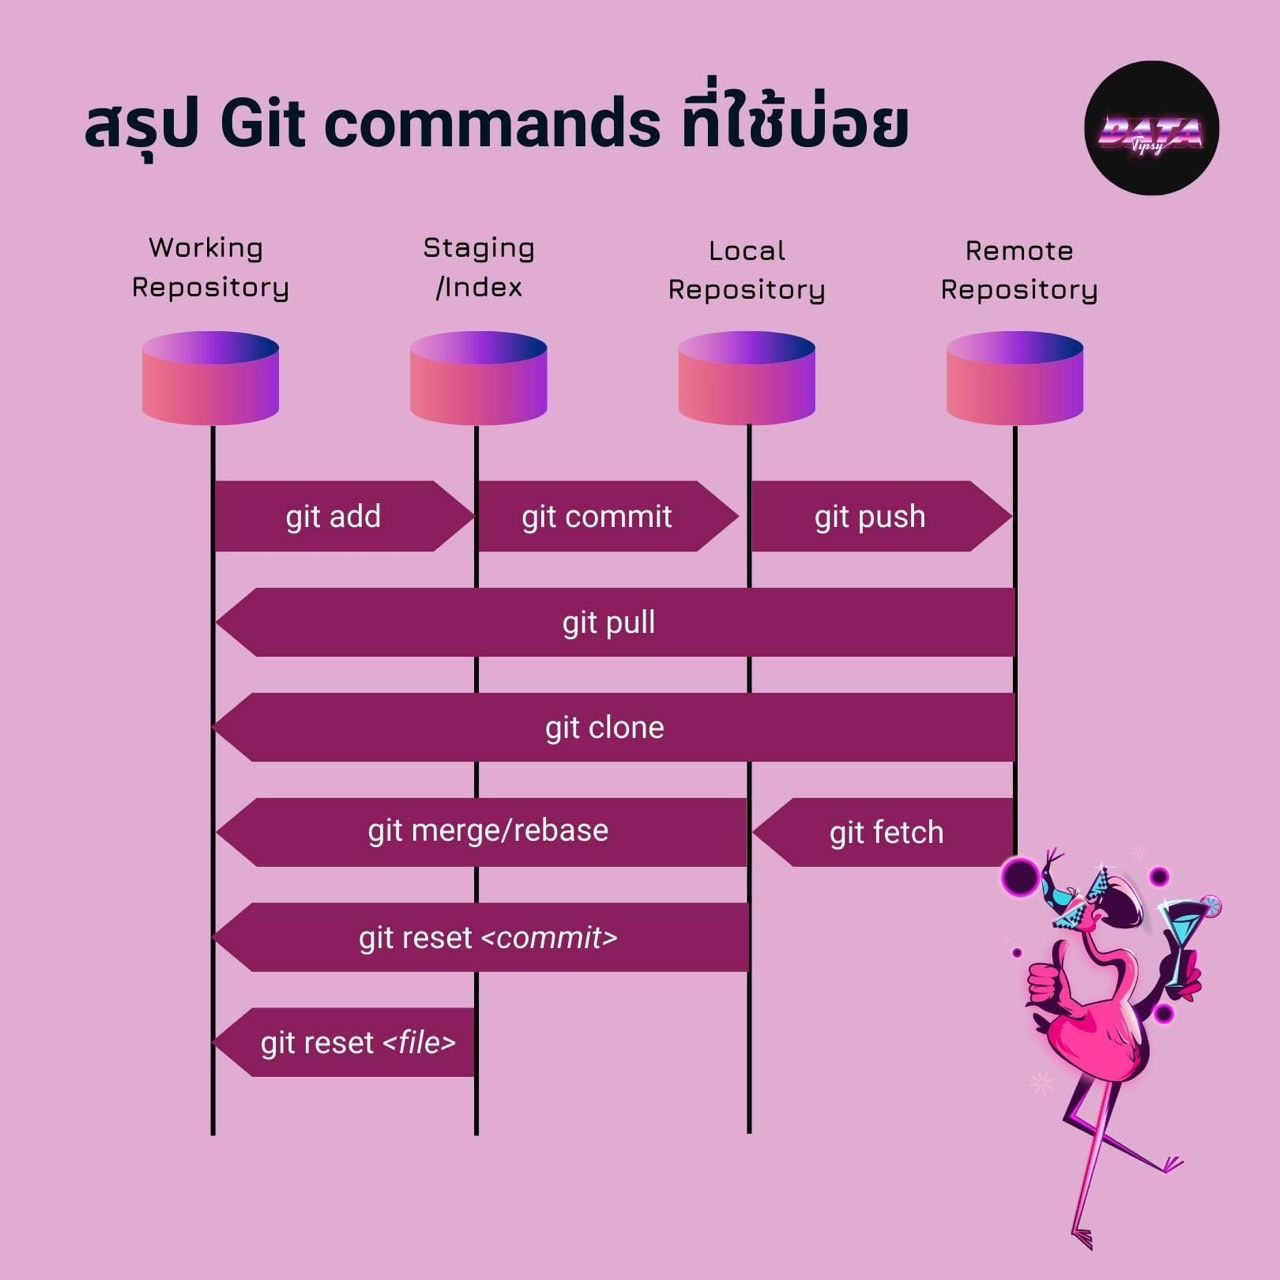 สรุป Git commands ที่ใช้บ่อย
DATA
Tipsy
Working
Repository
Staging
/Index
Local
Repository
Remote
Repository
git add
git commit
git push
git pull
git clone
git merge/rebase
git fetch
git reset <commit>
git reset <file>